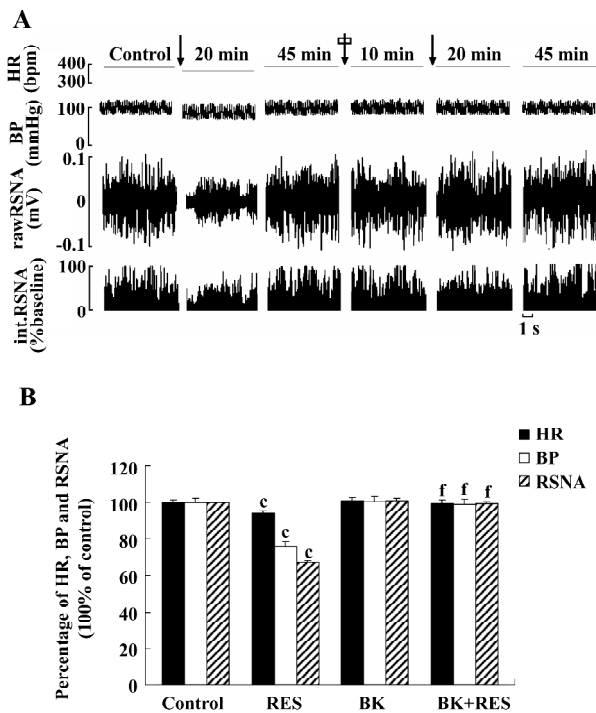 A
Control 20 min 45 min 10 min 20 min 45 min
HR
(bpm)
400
300
BP
(mmHg)
100
0
rawRSNA
(mV)
0.1
0
-0.1
int.RSNA
(%baseline)
100
0
1 s
B
HR
BP
RSNA
Percentage of HR, BP and RSNA
(100% of control)
120
100
80
60
40
20
0
c
c
c
f f f
Control RES BK BK+RES